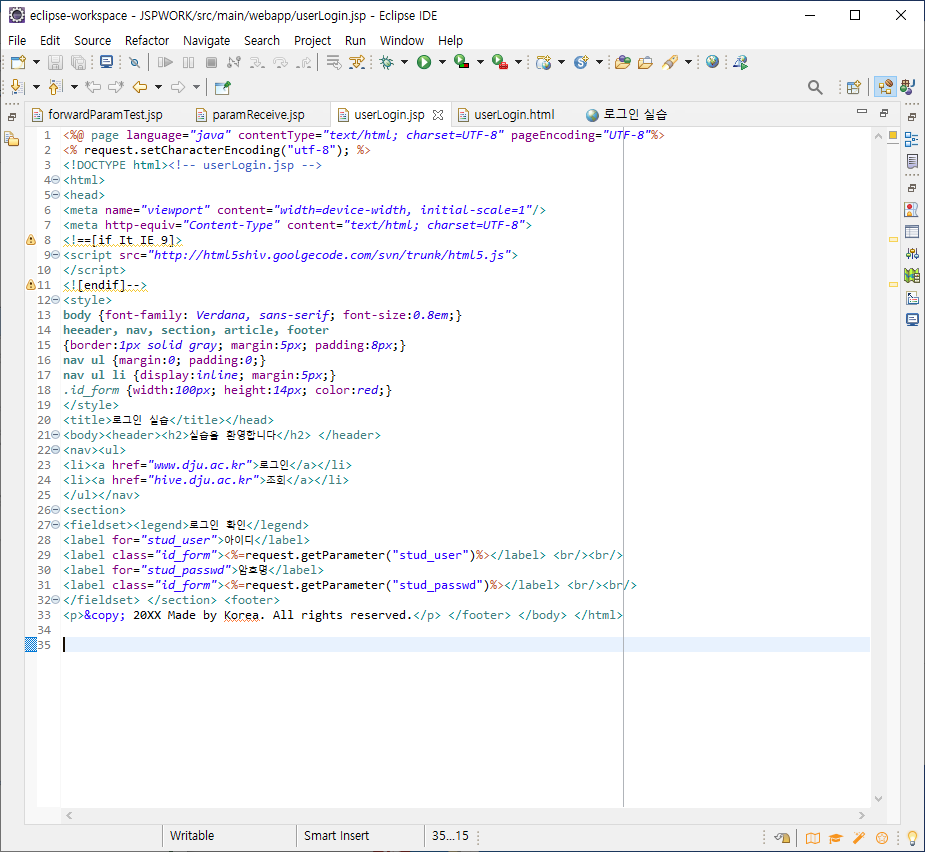 eclipse-workspace - JSPWORK/src/main/webapp/userLogin.jsp - Eclipse IDE
File Edit Source Refactor Navigate Search Project Run Window Help
forwardParamTest.jsp paramReceive.jsp userLogin.jsp userLogin.html 로그인 실습
1 <%@ page language="java" contentType="text/html; charset=UTF-8" pageEncoding="UTF-8"%>
2 <% request.setCharacterEncoding("utf-8"); %>
3 <!DOCTYPE html><!-- userLogin.jsp -->
4 <html>
5 <head>
6 <meta name="viewport" content="width=device-width, initial-scale=1"/>
7 <meta http-equiv="Content-Type" content="text/html; charset=UTF-8">
8 <!==[if It IE 9]>
9 <script src="http://html5shiv.goolgecode.com/svn/trunk/html5.js">
10 </script>
11 <![endif]-->
12 <style>
13 body {font-family: Verdana, sans-serif; font-size:0.8em;}
14 heeader, nav, section, article, footer
15 {border:1px solid gray; margin:5px; padding:8px;}
16 nav ul {margin:0; padding:0;}
17 nav ul li {display:inline; margin:5px;}
18 .id_form {width:100px; height:14px; color:red;}
19 </style>
20 <title>로그인 실습</title></head>
21 <body><header><h2>실습을 환영합니다</h2> </header>
22 <nav><ul>
23 <li><a href="www.dju.ac.kr">로그인</a></li>
24 <li><a href="hive.dju.ac.kr">조회</a></li>
25 </ul></nav>
26 <section>
27 <fieldset><legend>로그인 확인</legend>
28 <label for="stud_user">아이디</label>
29 <label class="id_form"><%=request.getParameter("stud_user")%></label> <br/><br/>
30 <label for="stud_passwd">암호명</label>
31 <label class="id_form"><%=request.getParameter("stud_passwd")%></label> <br/><br/>
32 </fieldset> </section> <footer>
33 <p>&copy; 20XX Made by Korea. All rights reserved.</p> </footer> </body> </html>
34
35
Writable Smart Insert 35...15